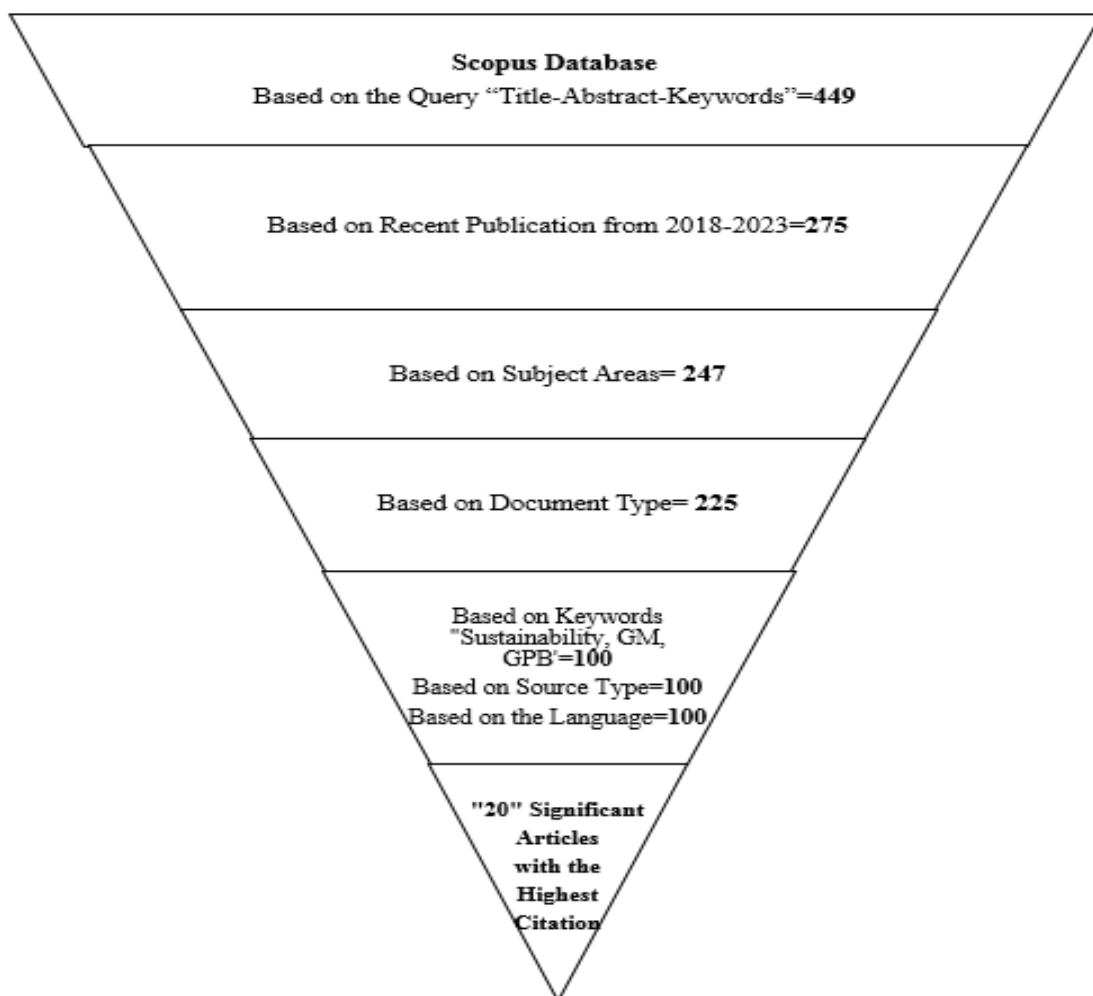 Scopus Database
Based on the Query “Title-Abstract-Keywords”=449
Based on Recent Publication from 2018-2023=275
Based on Subject Areas= 247
Based on Document Type= 225
Based on Keywords
"Sustainability, GM,
GPB'=100
Based on Source Type=100
Based on the Language=100
"20" Significant
Articles
with the
Highest
Citation